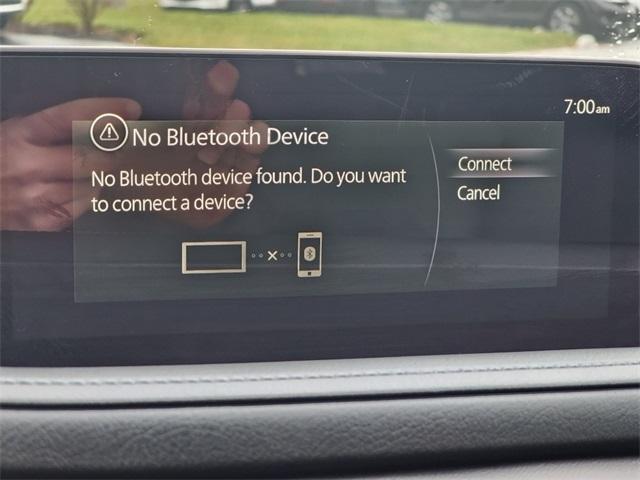 7:00am
No Bluetooth Device
No Bluetooth device found. Do you want
to connect a device?
Connect
Cancel